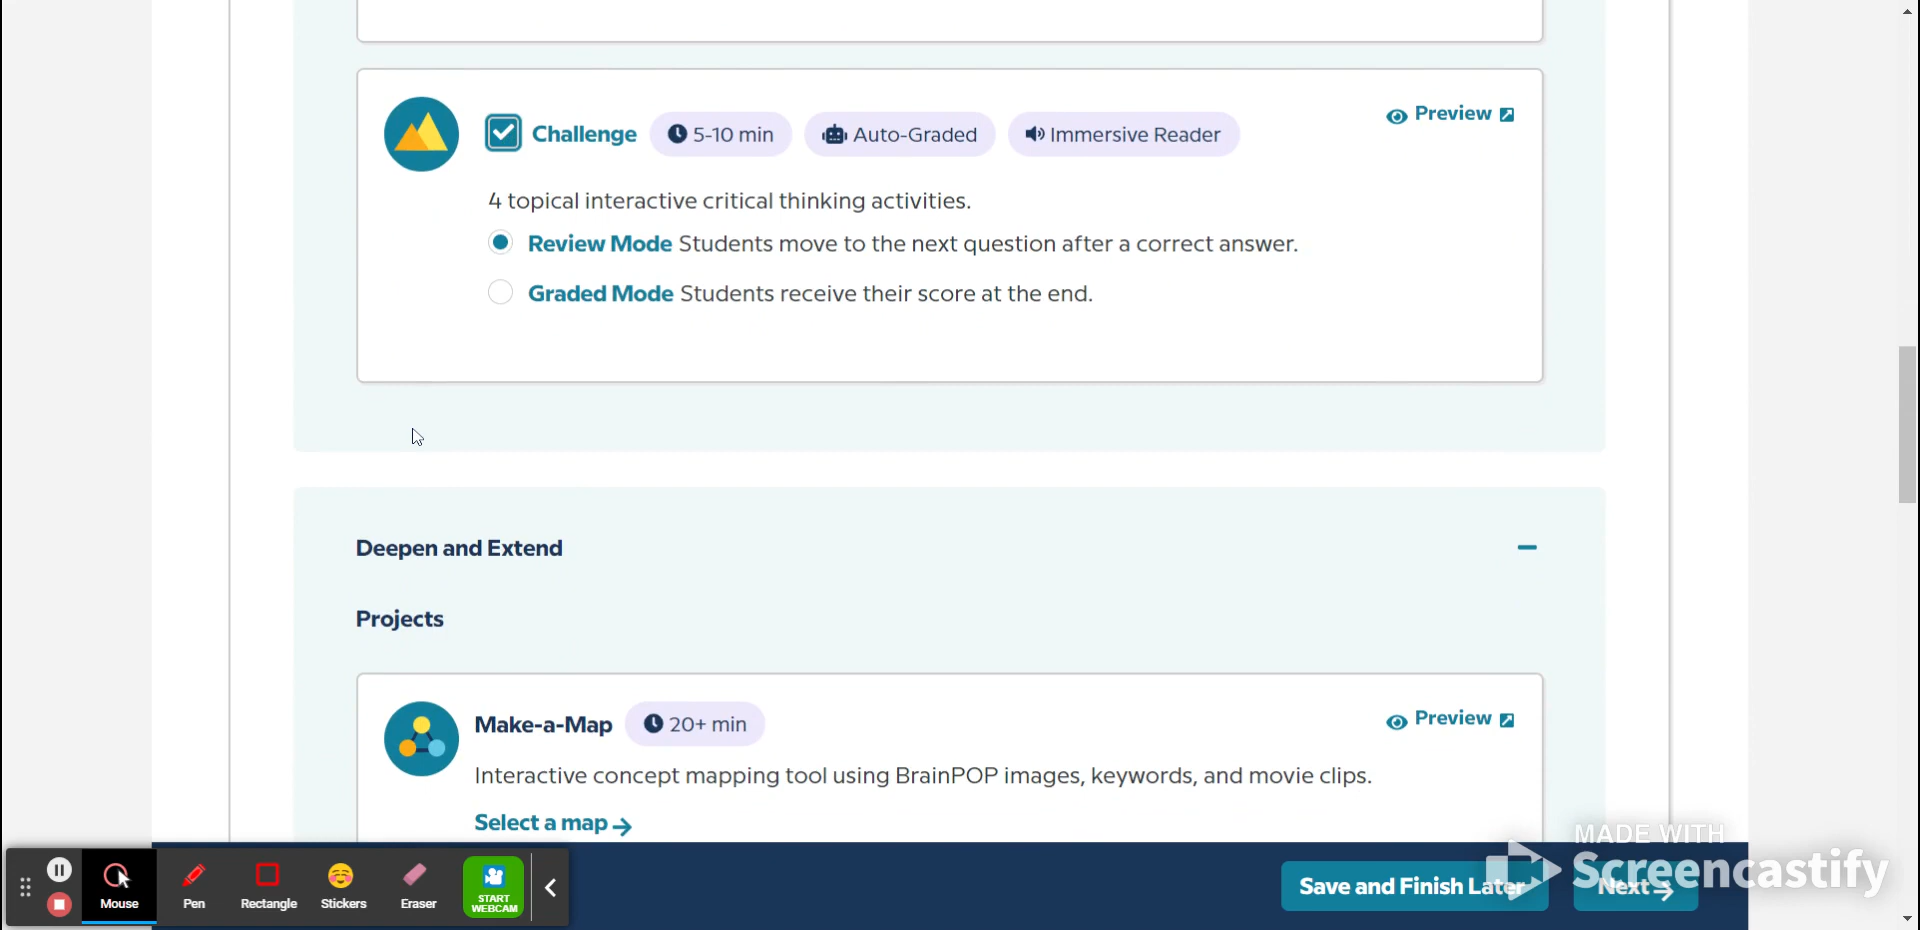 Challenge 5-10 min Auto-Graded Immersive Reader Preview
4 topical interactive critical thinking activities.
Review Mode Students move to the next question after a correct answer.
Graded Mode Students receive their score at the end.
Deepen and Extend
Projects
Make-a-Map 20+ min Preview
Interactive concept mapping tool using BrainPOP images, keywords, and movie clips.
Select a map
MADE WITH
Screencastify
Save and Finish Later Next
Mouse Pen Rectangle Stickers Eraser START WEBCAM